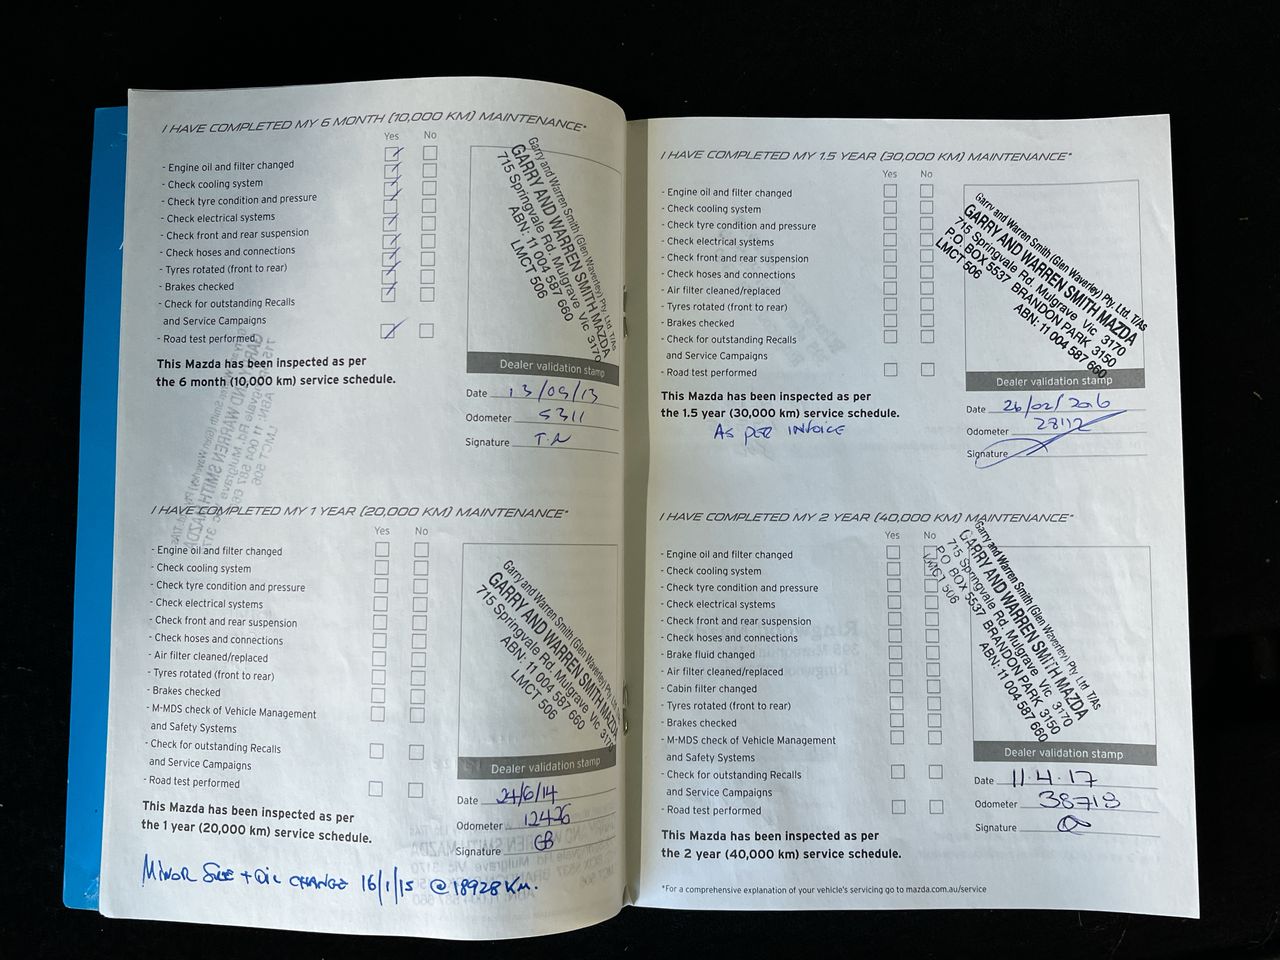 I HAVE COMPLETED MY 6 MONTH (10,000 KM) MAINTENANCE*
Yes No
- Engine oil and filter changed
- Check cooling system
- Check tyre condition and pressure
- Check electrical systems
- Check front and rear suspension
- Check hoses and connections
- Tyres rotated (front to rear)
- Brakes checked
- Check for outstanding Recalls
and Service Campaigns
- Road test performed
This Mazda has been inspected as per
the 6 month (10,000 km) service schedule.
Garry and Warren Smith (Glen Waverley) Pty. Ltd. T/As
GARRY AND WARREN SMITH MAZDA
715 Springvale Rd. Mulgrave Vic 3170
ABN: 11 004 587 660
LMCT 506
Dealer validation stamp
Date 13/09/13
Odometer 5311
Signature T.N
I HAVE COMPLETED MY 1 YEAR (20,000 KM) MAINTENANCE*
Yes No
- Engine oil and filter changed
- Check cooling system
- Check tyre condition and pressure
- Check electrical systems
- Check front and rear suspension
- Check hoses and connections
- Air filter cleaned/replaced
- Tyres rotated (front to rear)
- Brakes checked
- M-MDS check of Vehicle Management
and Safety Systems
- Check for outstanding Recalls
and Service Campaigns
- Road test performed
This Mazda has been inspected as per
the 1 year (20,000 km) service schedule.
Garry and Warren Smith (Glen Waverley) Pty. Ltd.
GARRY AND WARREN SMITH MAZDA
715 Springvale Rd. Mulgrave Vic 3170
ABN: 11 004 587 660
LMCT 506
Dealer validation stamp
Date 24/6/14
Odometer 12426
Signature GB
MINOR + OIL CHANGE 16/1/15 @ 18928 KM.
I HAVE COMPLETED MY 1.5 YEAR (30,000 KM) MAINTENANCE*
Yes No
- Engine oil and filter changed
- Check cooling system
- Check tyre condition and pressure
- Check electrical systems
- Check front and rear suspension
- Check hoses and connections
- Air filter cleaned/replaced
- Tyres rotated (front to rear)
- Brakes checked
- Check for outstanding Recalls
and Service Campaigns
- Road test performed
This Mazda has been inspected as per
the 1.5 year (30,000 km) service schedule.
AS PER INVOICE
Garry and Warren Smith (Glen Waverley) Pty. Ltd. T/As
GARRY AND WARREN SMITH MAZDA
715 Springvale Rd. Mulgrave Vic 3170
P.O. BOX 5537 BRANDON PARK 3150
LMCT 506 ABN: 11 004 587 660
Dealer validation stamp
Date 26/02/2016
Odometer 28112
Signature
I HAVE COMPLETED MY 2 YEAR (40,000 KM) MAINTENANCE*
Yes No
- Engine oil and filter changed
- Check cooling system
- Check tyre condition and pressure
- Check electrical systems
- Check front and rear suspension
- Check hoses and connections
- Brake fluid changed
- Air filter cleaned/replaced
- Cabin filter changed
- Tyres rotated (front to rear)
- Brakes checked
- M-MDS check of Vehicle Management
and Safety Systems
- Check for outstanding Recalls
and Service Campaigns
- Road test performed
This Mazda has been inspected as per
the 2 year (40,000 km) service schedule.
Garry and Warren Smith (Glen Waverley) Pty. Ltd. T/As
GARRY AND WARREN SMITH MAZDA
715 Springvale Rd. Mulgrave Vic 3170
P.O. BOX 5537 BRANDON PARK 3150
LMCT 506 ABN: 11 004 587 660
Dealer validation stamp
Date 11.4.17
Odometer 38718
Signature
*For a comprehensive explanation of your vehicle's servicing go to mazda.com.au/service